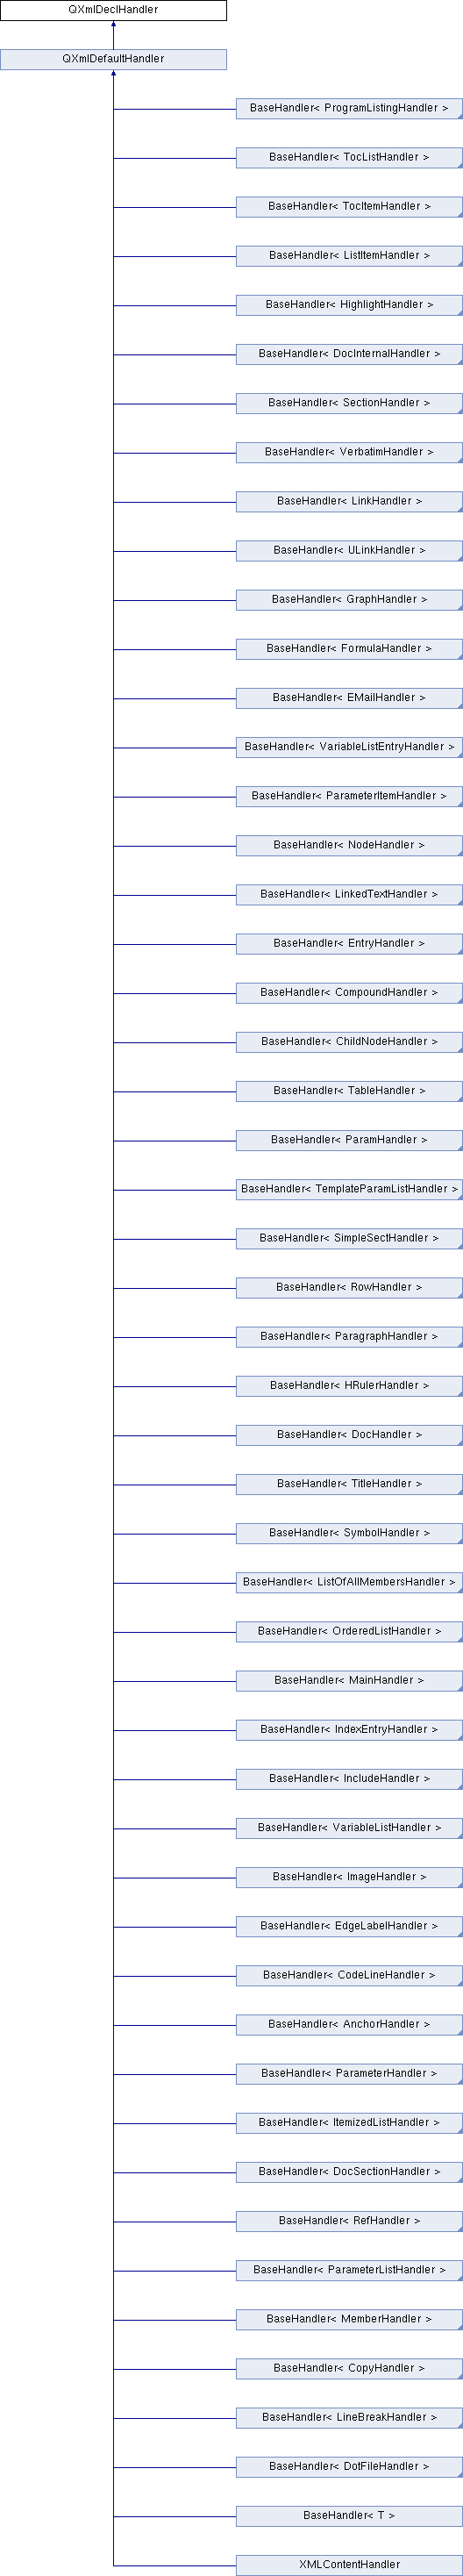 QXmlDeclHandler
QXmlDefaultHandler
BaseHandler< ProgramListingHandler >
BaseHandler< TocListHandler >
BaseHandler< TocItemHandler >
BaseHandler< ListItemHandler >
BaseHandler< HighlightHandler >
BaseHandler< DocInternalHandler >
BaseHandler< SectionHandler >
BaseHandler< VerbatimHandler >
BaseHandler< LinkHandler >
BaseHandler< ULinkHandler >
BaseHandler< GraphHandler >
BaseHandler< FormulaHandler >
BaseHandler< EMailHandler >
BaseHandler< VariableListEntryHandler >
BaseHandler< ParameterItemHandler >
BaseHandler< NodeHandler >
BaseHandler< LinkedTextHandler >
BaseHandler< EntryHandler >
BaseHandler< CompoundHandler >
BaseHandler< ChildNodeHandler >
BaseHandler< TableHandler >
BaseHandler< ParamHandler >
BaseHandler< TemplateParamListHandler >
BaseHandler< SimpleSectHandler >
BaseHandler< RowHandler >
BaseHandler< ParagraphHandler >
BaseHandler< HRulerHandler >
BaseHandler< DocHandler >
BaseHandler< TitleHandler >
BaseHandler< SymbolHandler >
BaseHandler< ListOfAllMembersHandler >
BaseHandler< OrderedListHandler >
BaseHandler< MainHandler >
BaseHandler< IndexEntryHandler >
BaseHandler< IncludeHandler >
BaseHandler< VariableListHandler >
BaseHandler< ImageHandler >
BaseHandler< EdgeLabelHandler >
BaseHandler< CodeLineHandler >
BaseHandler< AnchorHandler >
BaseHandler< ParameterHandler >
BaseHandler< ItemizedListHandler >
BaseHandler< DocSectionHandler >
BaseHandler< RefHandler >
BaseHandler< ParameterListHandler >
BaseHandler< MemberHandler >
BaseHandler< CopyHandler >
BaseHandler< LineBreakHandler >
BaseHandler< DotFileHandler >
BaseHandler< T >
XMLContentHandler